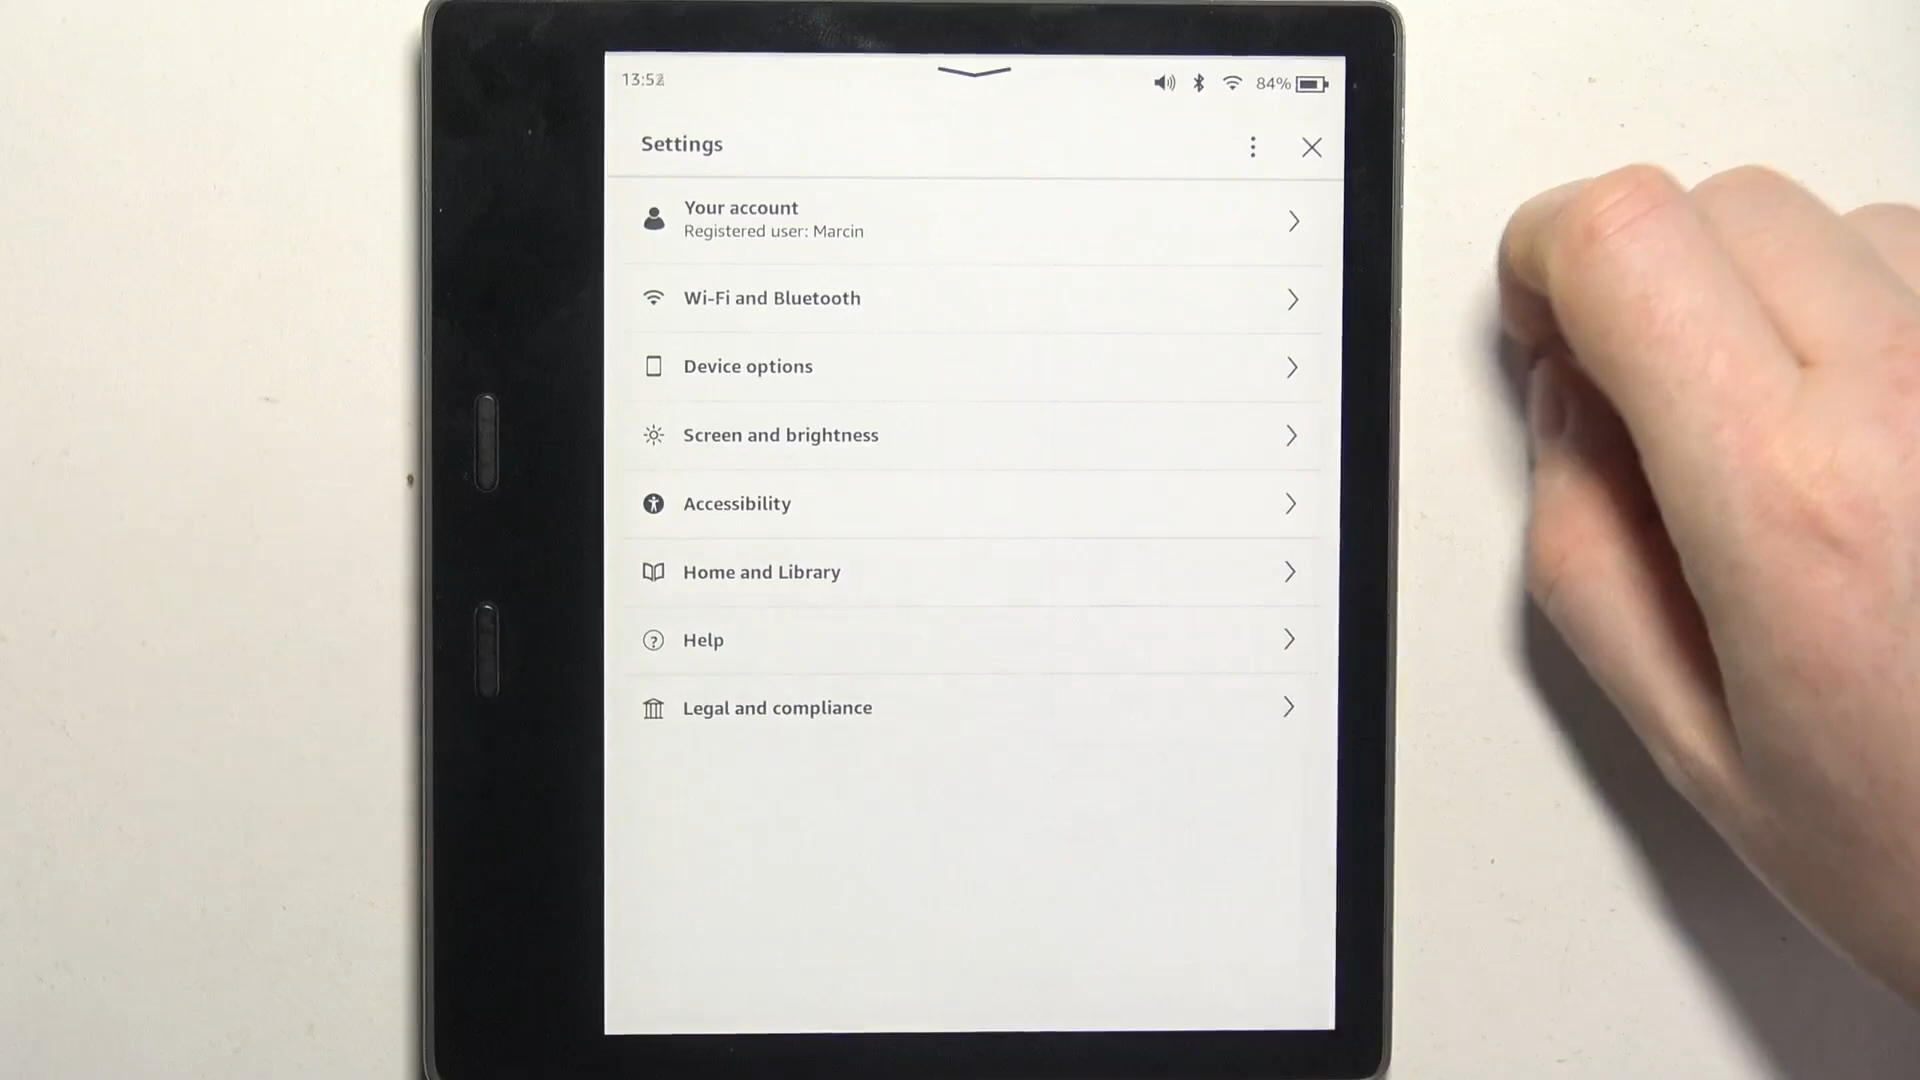 13:52
84%
Settings
Your account
Registered user: Marcin
Wi-Fi and Bluetooth
Device options
Screen and brightness
Accessibility
Home and Library
Help
Legal and compliance